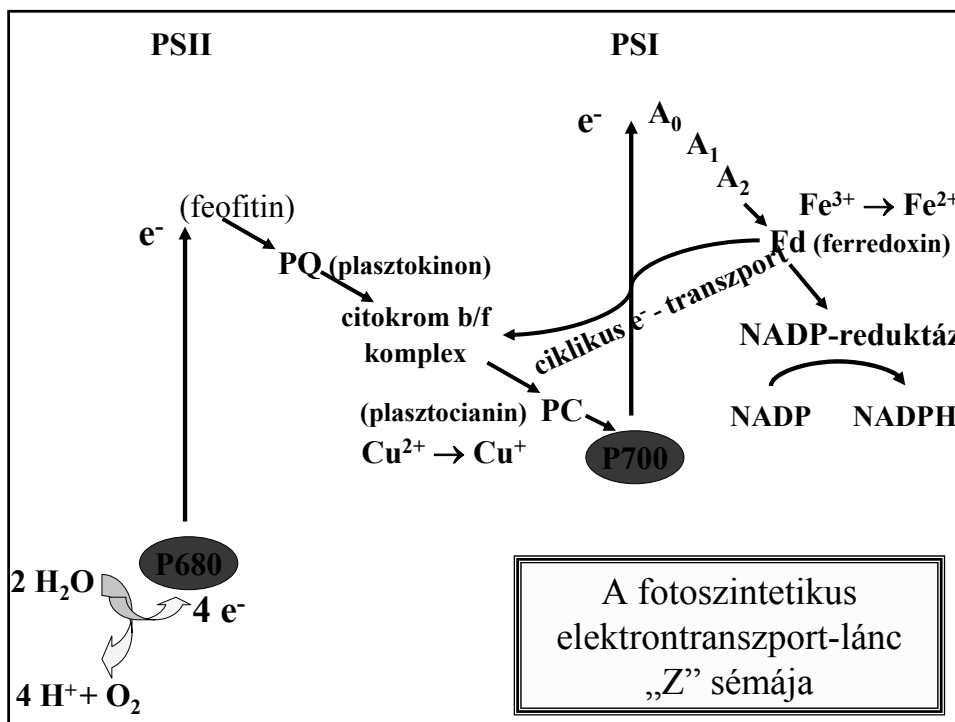 PSII
PSI
e⁻
A₀
A₁
A₂
Fe³⁺ → Fe²⁺
(feofitin)
e⁻
Fd (ferredoxin)
PQ (plasztokinon)
ciklikus e⁻ - transzport
citokrom b/f
komplex
NADP-reduktáz
(plasztocianin) PC
NADP NADPH
Cu²⁺ → Cu⁺
P700
P680
2 H₂O
4 e⁻
4 H⁺ + O₂
A fotoszintetikus
elektrontranszport-lánc
„Z” sémája